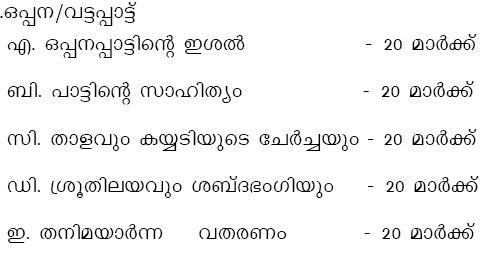 .ഒപ്പന/വട്ടപ്പാട്ട്
എ. ഒപ്പനപ്പാട്ടിന്റെ ഇശൽ - 20 മാർക്ക്
ബി. പാട്ടിന്റെ സാഹിത്യം - 20 മാർക്ക്
സി. താളവും കയ്യടിയുടെ ചേർച്ചയും - 20 മാർക്ക്
ഡി. ശ്രൂതിലയവും ശബ്ദഭംഗിയും - 20 മാർക്ക്
ഇ. തനിമയാർന്ന വതരണം - 20 മാർക്ക്